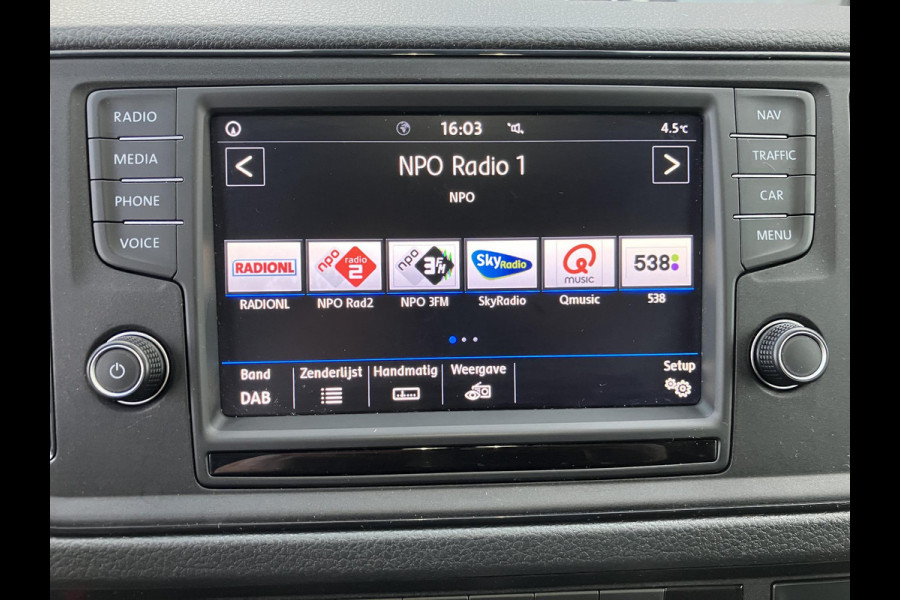 RADIO
MEDIA
PHONE
VOICE
16:03
4.5°C
NPO Radio 1
NPO
RADIONL
npo radio 2
npo 3FM
Sky Radio
Q music
538
RADIONL
NPO Rad2
NPO 3FM
SkyRadio
Qmusic
538
Band
DAB
Zenderlijst
Handmatig
Weergave
Setup
NAV
TRAFFIC
CAR
MENU